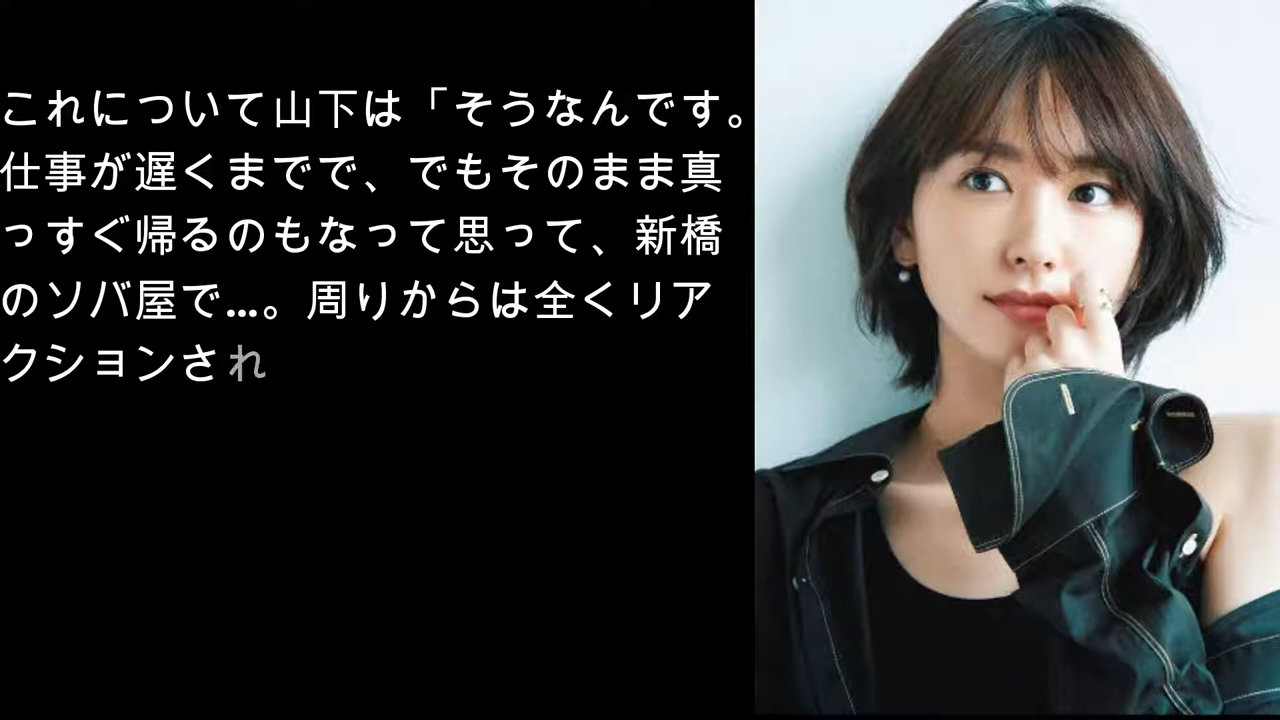 これについて山下は「そうなんです。
仕事が遅くまでで、でもそのまま真
っすぐ帰るのもなって思って、新橋
のソバ屋で…。周りからは全くリア
クションされ